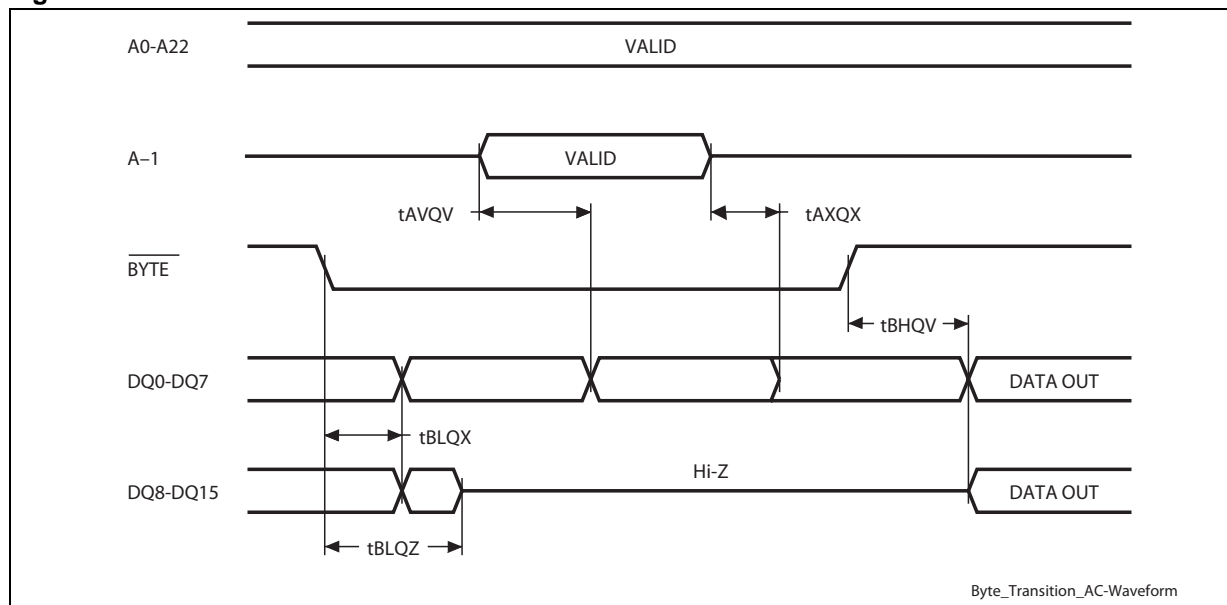 A0-A22 VALID
A–1 VALID
tAVQV tAXQX
BYTE
tBHQV
DQ0-DQ7 DATA OUT
tBLQX
Hi-Z
DQ8-DQ15 DATA OUT
tBLQZ
Byte_Transition_AC-Waveform